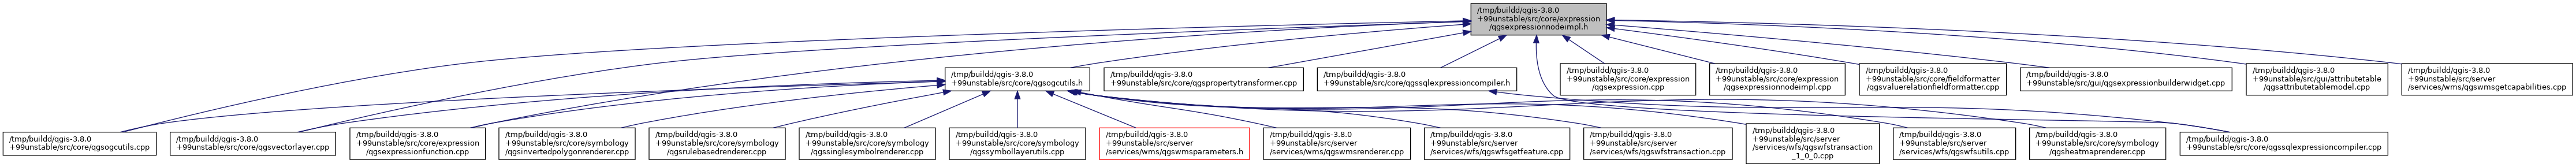 /tmp/buildd/qgis-3.8.0
+99unstable/src/core/expression
/qgsexpressionnodeimpl.h
/tmp/buildd/qgis-3.8.0
+99unstable/src/core/qgsogcutils.h
/tmp/buildd/qgis-3.8.0
+99unstable/src/core/qgspropertytransformer.cpp
/tmp/buildd/qgis-3.8.0
+99unstable/src/core/qgssqlexpressioncompiler.h
/tmp/buildd/qgis-3.8.0
+99unstable/src/core/expression
/qgsexpression.cpp
/tmp/buildd/qgis-3.8.0
+99unstable/src/core/expression
/qgsexpressionnodeimpl.cpp
/tmp/buildd/qgis-3.8.0
+99unstable/src/core/fieldformatter
/qgsvaluerelationfieldformatter.cpp
/tmp/buildd/qgis-3.8.0
+99unstable/src/gui/qgsexpressionbuilderwidget.cpp
/tmp/buildd/qgis-3.8.0
+99unstable/src/gui/attributetable
/qgsattributetablemodel.cpp
/tmp/buildd/qgis-3.8.0
+99unstable/src/server
/services/wms/qgswmsgetcapabilities.cpp
/tmp/buildd/qgis-3.8.0
+99unstable/src/core/qgsogcutils.cpp
/tmp/buildd/qgis-3.8.0
+99unstable/src/core/qgsvectorlayer.cpp
/tmp/buildd/qgis-3.8.0
+99unstable/src/core/expression
/qgsexpressionfunction.cpp
/tmp/buildd/qgis-3.8.0
+99unstable/src/core/symbology
/qgsinvertedpolygonrenderer.cpp
/tmp/buildd/qgis-3.8.0
+99unstable/src/core/symbology
/qgsrulebasedrenderer.cpp
/tmp/buildd/qgis-3.8.0
+99unstable/src/core/symbology
/qgssinglesymbolrenderer.cpp
/tmp/buildd/qgis-3.8.0
+99unstable/src/core/symbology
/qgssymbollayerutils.cpp
/tmp/buildd/qgis-3.8.0
+99unstable/src/server
/services/wms/qgswmsparameters.h
/tmp/buildd/qgis-3.8.0
+99unstable/src/server
/services/wms/qgswmsrenderer.cpp
/tmp/buildd/qgis-3.8.0
+99unstable/src/server
/services/wfs/qgswfsgetfeature.cpp
/tmp/buildd/qgis-3.8.0
+99unstable/src/server
/services/wfs/qgswfstransaction.cpp
/tmp/buildd/qgis-3.8.0
+99unstable/src/server
/services/wfs/qgswfstransaction
_1_0_0.cpp
/tmp/buildd/qgis-3.8.0
+99unstable/src/server
/services/wfs/qgswfsutils.cpp
/tmp/buildd/qgis-3.8.0
+99unstable/src/core/symbology
/qgsheatmaprenderer.cpp
/tmp/buildd/qgis-3.8.0
+99unstable/src/core/qgssqlexpressioncompiler.cpp